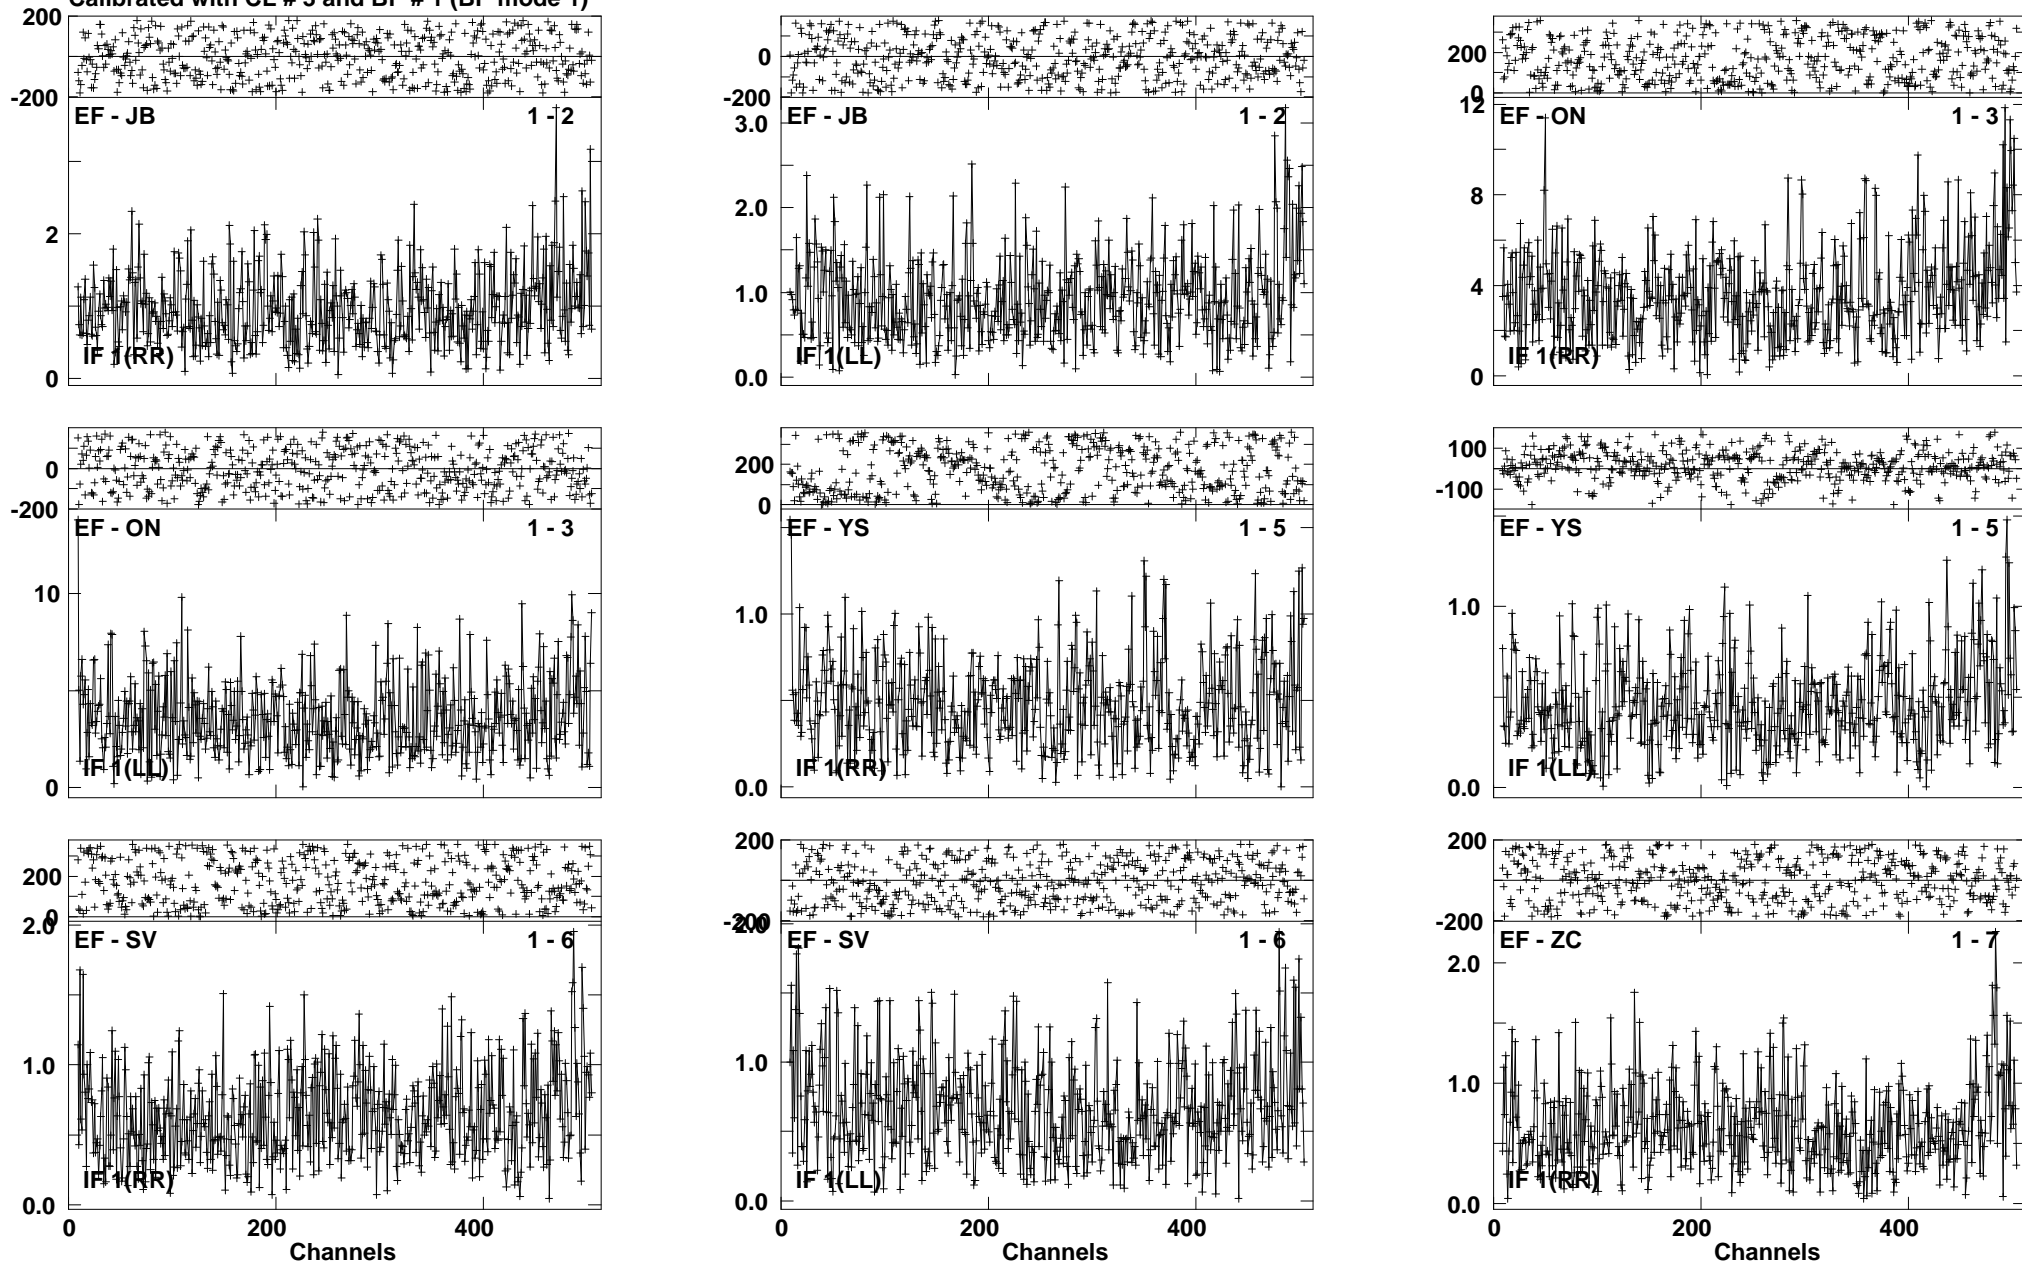 Calibrated with CL # 3 and BP # 1 (BP mode 1)
200
-200
EF - JB 1 - 2
2
0
IF 1(RR)
0
-200
EF - JB 1 - 2
3.0
2.0
1.0
0.0
IF 1(LL)
200
0
12
EF - ON 1 - 3
8
4
0
IF 1(RR)
0
-200
EF - ON 1 - 3
10
0
IF 1(LL)
200
0
EF - YS 1 - 5
1.0
0.0
IF 1(RR)
100
-100
EF - YS 1 - 5
1.0
0.0
IF 1(LL)
200
0
2.0
EF - SV 1 - 6
1.0
0.0
IF 1(RR)
0 200 400
Channels
200
-200
2.0
EF - SV 1 - 6
1.0
0.0
IF 1(LL)
0 200 400
Channels
200
-200
EF - ZC 1 - 7
2.0
1.0
0.0
IF 1(RR)
0 200 400
Channels